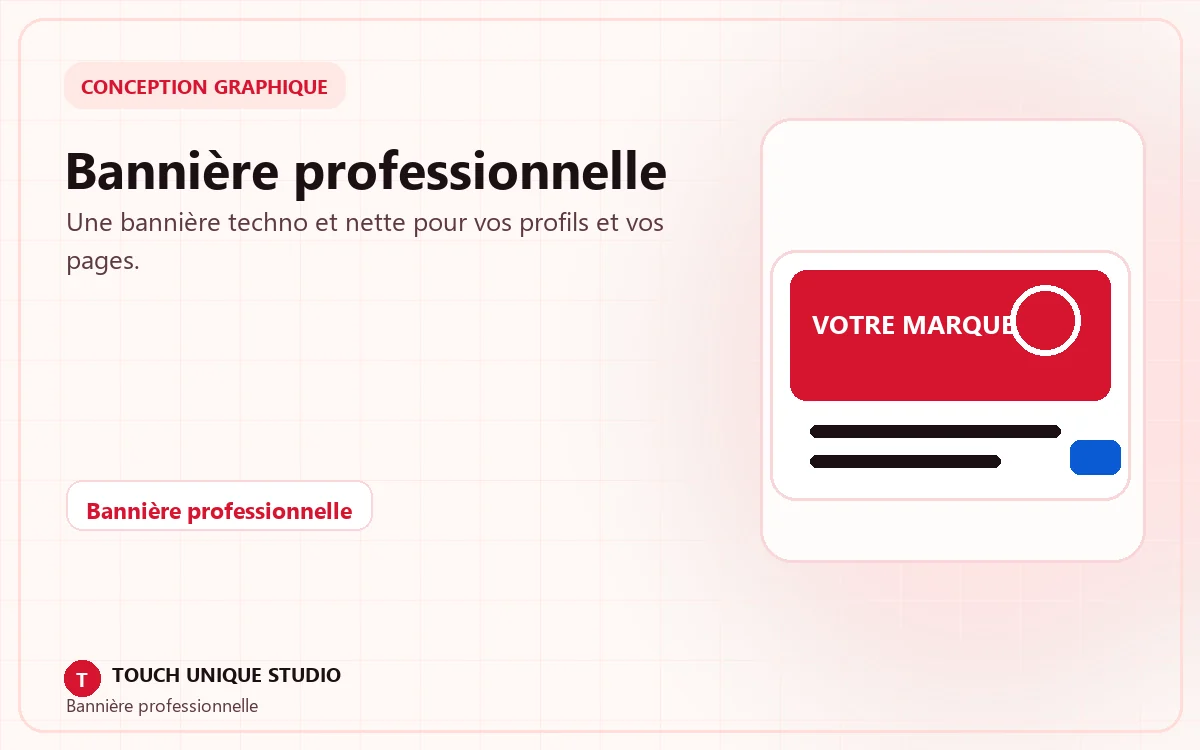 CONCEPTION GRAPHIQUE
Bannière professionnelle
Une bannière techno et nette pour vos profils et vos
pages.
VOTRE MARQUE
Bannière professionnelle
T TOUCH UNIQUE STUDIO
Bannière professionnelle